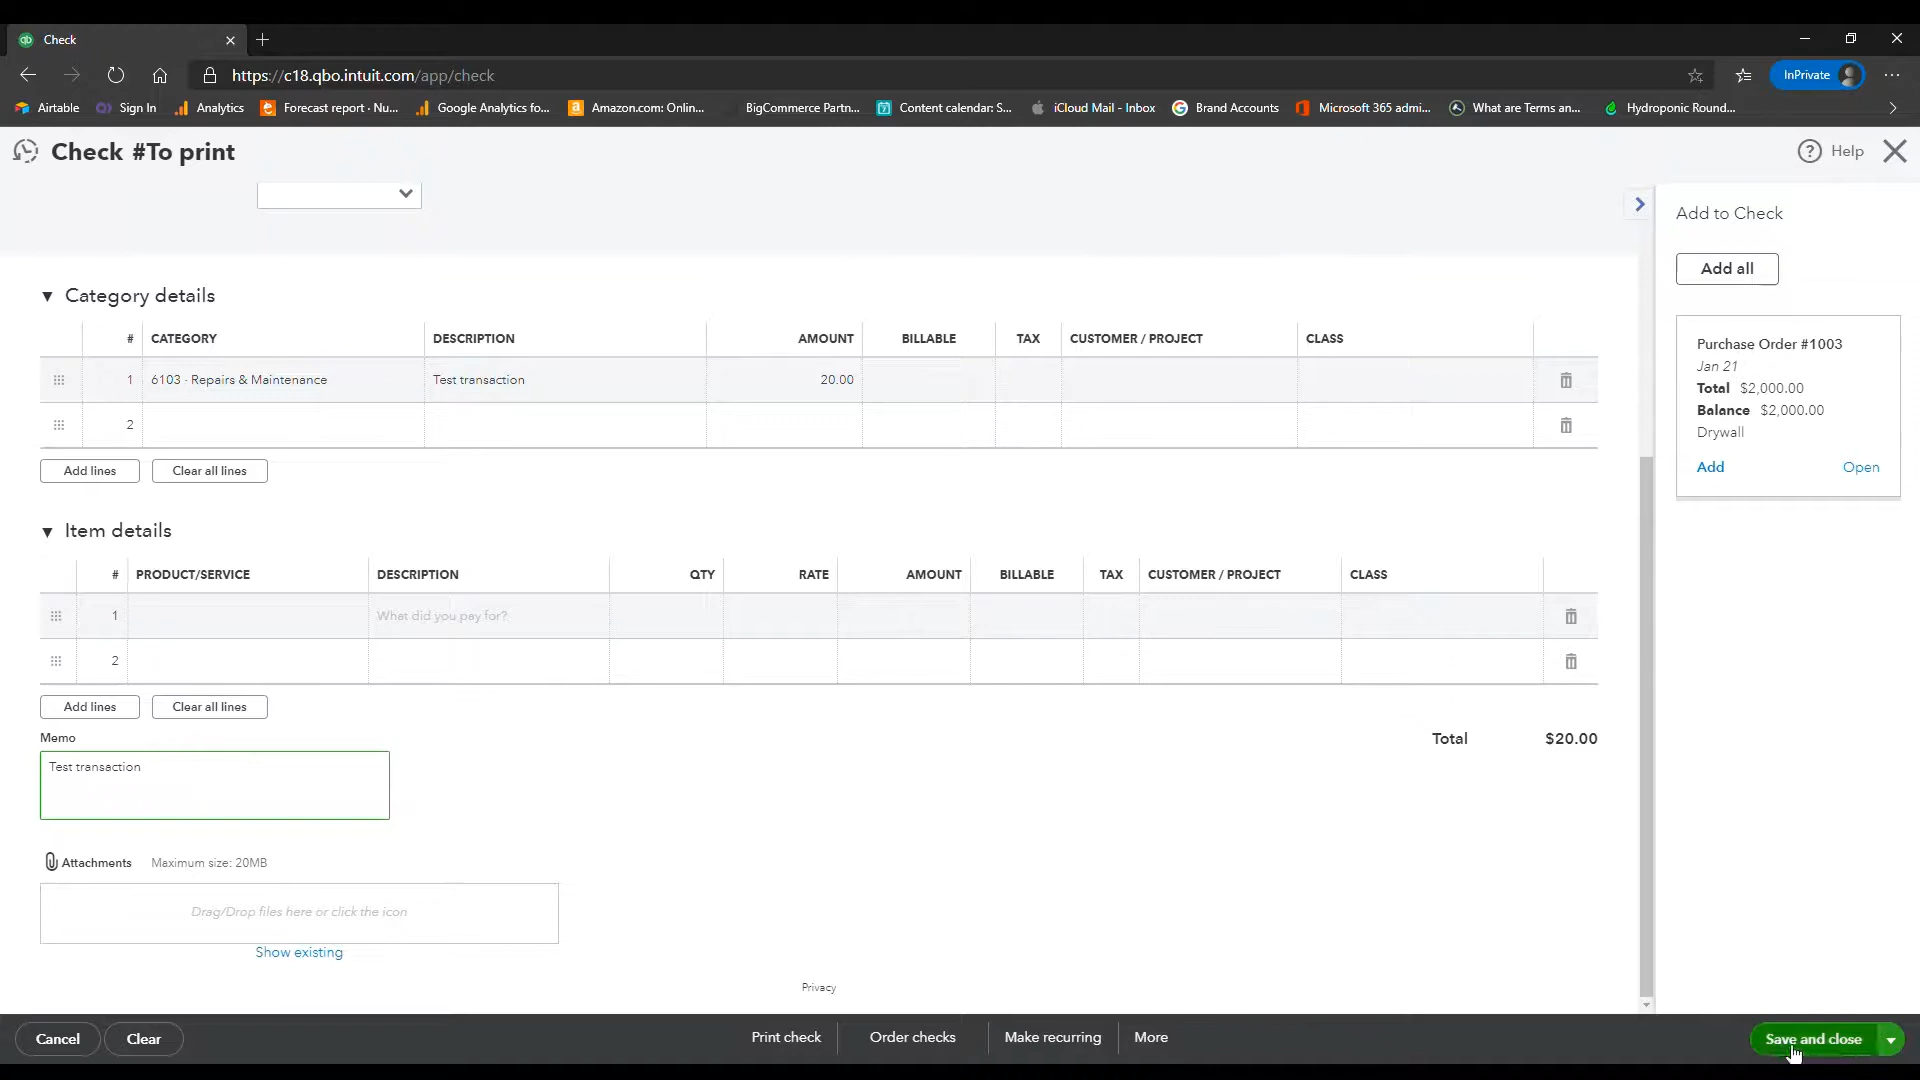 Check
https://c18.qbo.intuit.com/app/check
InPrivate
Airtable
Sign In
Analytics
Forecast report · Nu...
Google Analytics fo...
Amazon.com: Onlin...
BigCommerce Partn...
Content calendar: S...
iCloud Mail - Inbox
Brand Accounts
Microsoft 365 admi...
What are Terms an...
Hydroponic Round...
Check #To print
Help
Add to Check
Add all
Purchase Order #1003
Jan 21
Total $2,000.00
Balance $2,000.00
Drywall
Add Open
Category details
# CATEGORY DESCRIPTION AMOUNT BILLABLE TAX CUSTOMER / PROJECT CLASS
1 6103 - Repairs & Maintenance Test transaction 20.00
2
Add lines Clear all lines
Item details
# PRODUCT/SERVICE DESCRIPTION QTY RATE AMOUNT BILLABLE TAX CUSTOMER / PROJECT CLASS
1 What did you pay for?
2
Add lines Clear all lines
Memo
Total $20.00
Test transaction
Attachments Maximum size: 20MB
Drag/Drop files here or click the icon
Show existing
Privacy
Cancel Clear Print check Order checks Make recurring More Save and close